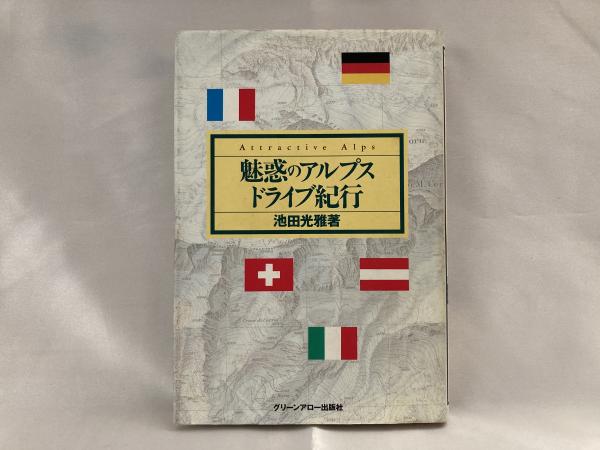 Attractive Alps
魅惑のアルプス
ドライブ紀行
池田光雅著
グリーンアロー出版社